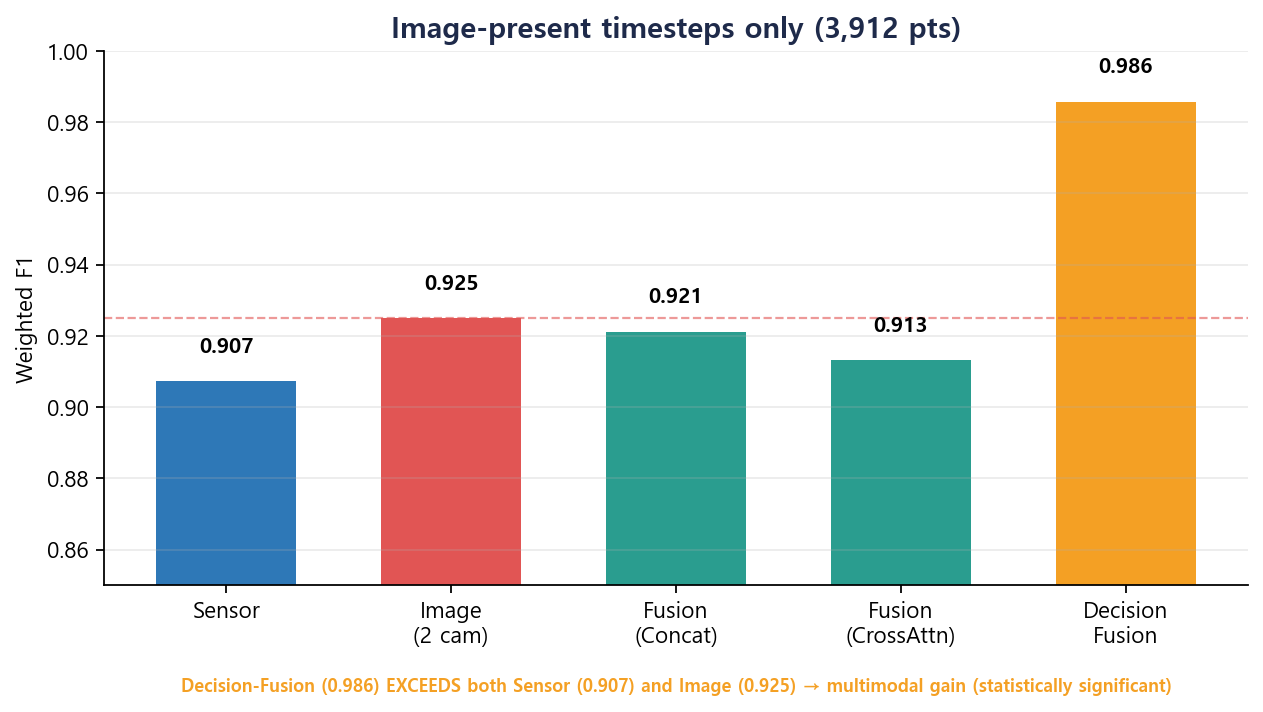 Image-present timesteps only (3,912 pts)
Weighted F1
1.00
0.98
0.96
0.94
0.92
0.90
0.88
0.86
0.907
0.925
0.921
0.913
0.986
Sensor
Image
(2 cam)
Fusion
(Concat)
Fusion
(CrossAttn)
Decision
Fusion
Decision-Fusion (0.986) EXCEEDS both Sensor (0.907) and Image (0.925) → multimodal gain (statistically significant)